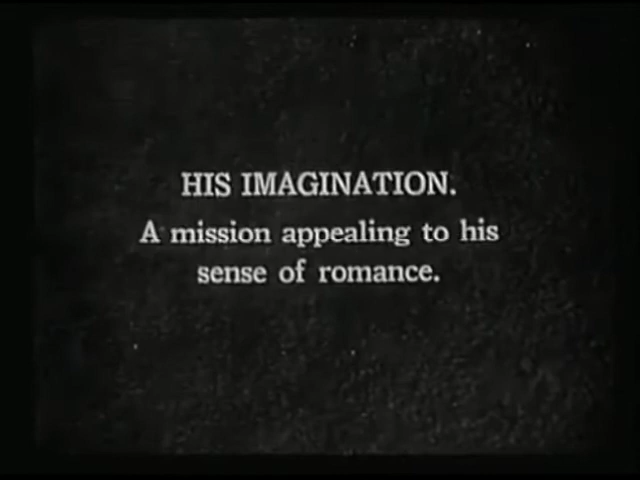 HIS IMAGINATION.
A mission appealing to his
sense of romance.